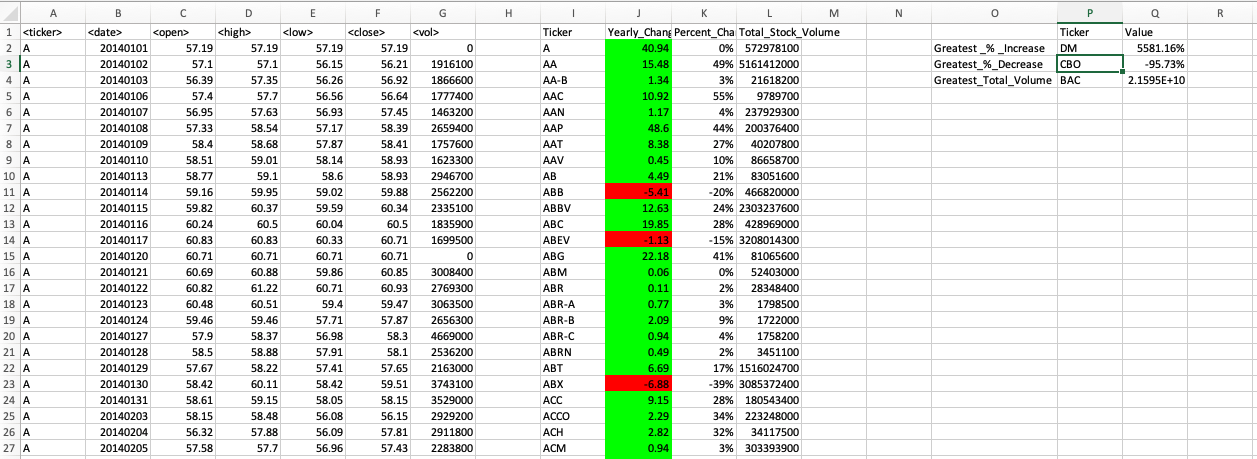 A B C D E F G H I J K L M N O P Q R
1 <ticker> <date> <open> <high> <low> <close> <vol> Ticker Yearly_Chang Percent_Cha Total_Stock_Volume Ticker Value
2 A 20140101 57.19 57.19 57.19 57.19 0 A 40.94 0% 572978100 Greatest _% _Increase DM 5581.16%
3 A 20140102 57.1 57.1 56.15 56.21 1916100 AA 15.48 49% 5161412000 Greatest_%_Decrease CBO -95.73%
4 A 20140103 56.39 57.35 56.26 56.92 1866600 AA-B 1.34 3% 21618200 Greatest_Total_Volume BAC 2.1595E+10
5 A 20140106 57.4 57.7 56.56 56.64 1777400 AAC 10.92 55% 9789700
6 A 20140107 56.95 57.63 56.93 57.45 1463200 AAN 1.17 4% 237929300
7 A 20140108 57.33 58.54 57.17 58.39 2659400 AAP 48.6 44% 200376400
8 A 20140109 58.4 58.68 57.87 58.41 1757600 AAT 8.38 27% 40207800
9 A 20140110 58.51 59.01 58.14 58.93 1623300 AAV 0.45 10% 86658700
10 A 20140113 58.77 59.1 58.6 58.93 2946700 AB 4.49 21% 83051600
11 A 20140114 59.16 59.95 59.02 59.88 2562200 ABB -5.41 -20% 466820000
12 A 20140115 59.82 60.37 59.59 60.34 2335100 ABBV 12.63 24% 2303237600
13 A 20140116 60.24 60.5 60.04 60.5 1835900 ABC 19.85 28% 428969000
14 A 20140117 60.83 60.83 60.33 60.71 1699500 ABEV -1.13 -15% 3208014300
15 A 20140120 60.71 60.71 60.71 60.71 0 ABG 22.18 41% 81065600
16 A 20140121 60.69 60.88 59.86 60.85 3008400 ABM 0.06 0% 52403000
17 A 20140122 60.82 61.22 60.71 60.93 2769300 ABR 0.11 2% 28348400
18 A 20140123 60.48 60.51 59.4 59.47 3063500 ABR-A 0.77 3% 1798500
19 A 20140124 59.46 59.46 57.71 57.87 2656300 ABR-B 2.09 9% 1722000
20 A 20140127 57.9 58.37 56.98 58.3 4669000 ABR-C 0.94 4% 1758200
21 A 20140128 58.5 58.88 57.91 58.1 2536200 ABRN 0.49 2% 3451100
22 A 20140129 57.67 58.22 57.41 57.65 2163000 ABT 6.69 17% 1516024700
23 A 20140130 58.42 60.11 58.42 59.51 3743100 ABX -6.88 -39% 3085372400
24 A 20140131 58.61 59.15 58.05 58.15 3529000 ACC 9.15 28% 180543400
25 A 20140203 58.15 58.48 56.08 56.15 2929200 ACCO 2.29 34% 223248000
26 A 20140204 56.32 57.88 56.09 57.81 2911800 ACH 2.82 32% 34117500
27 A 20140205 57.58 57.7 56.96 57.43 2283800 ACM 0.94 3% 303393900